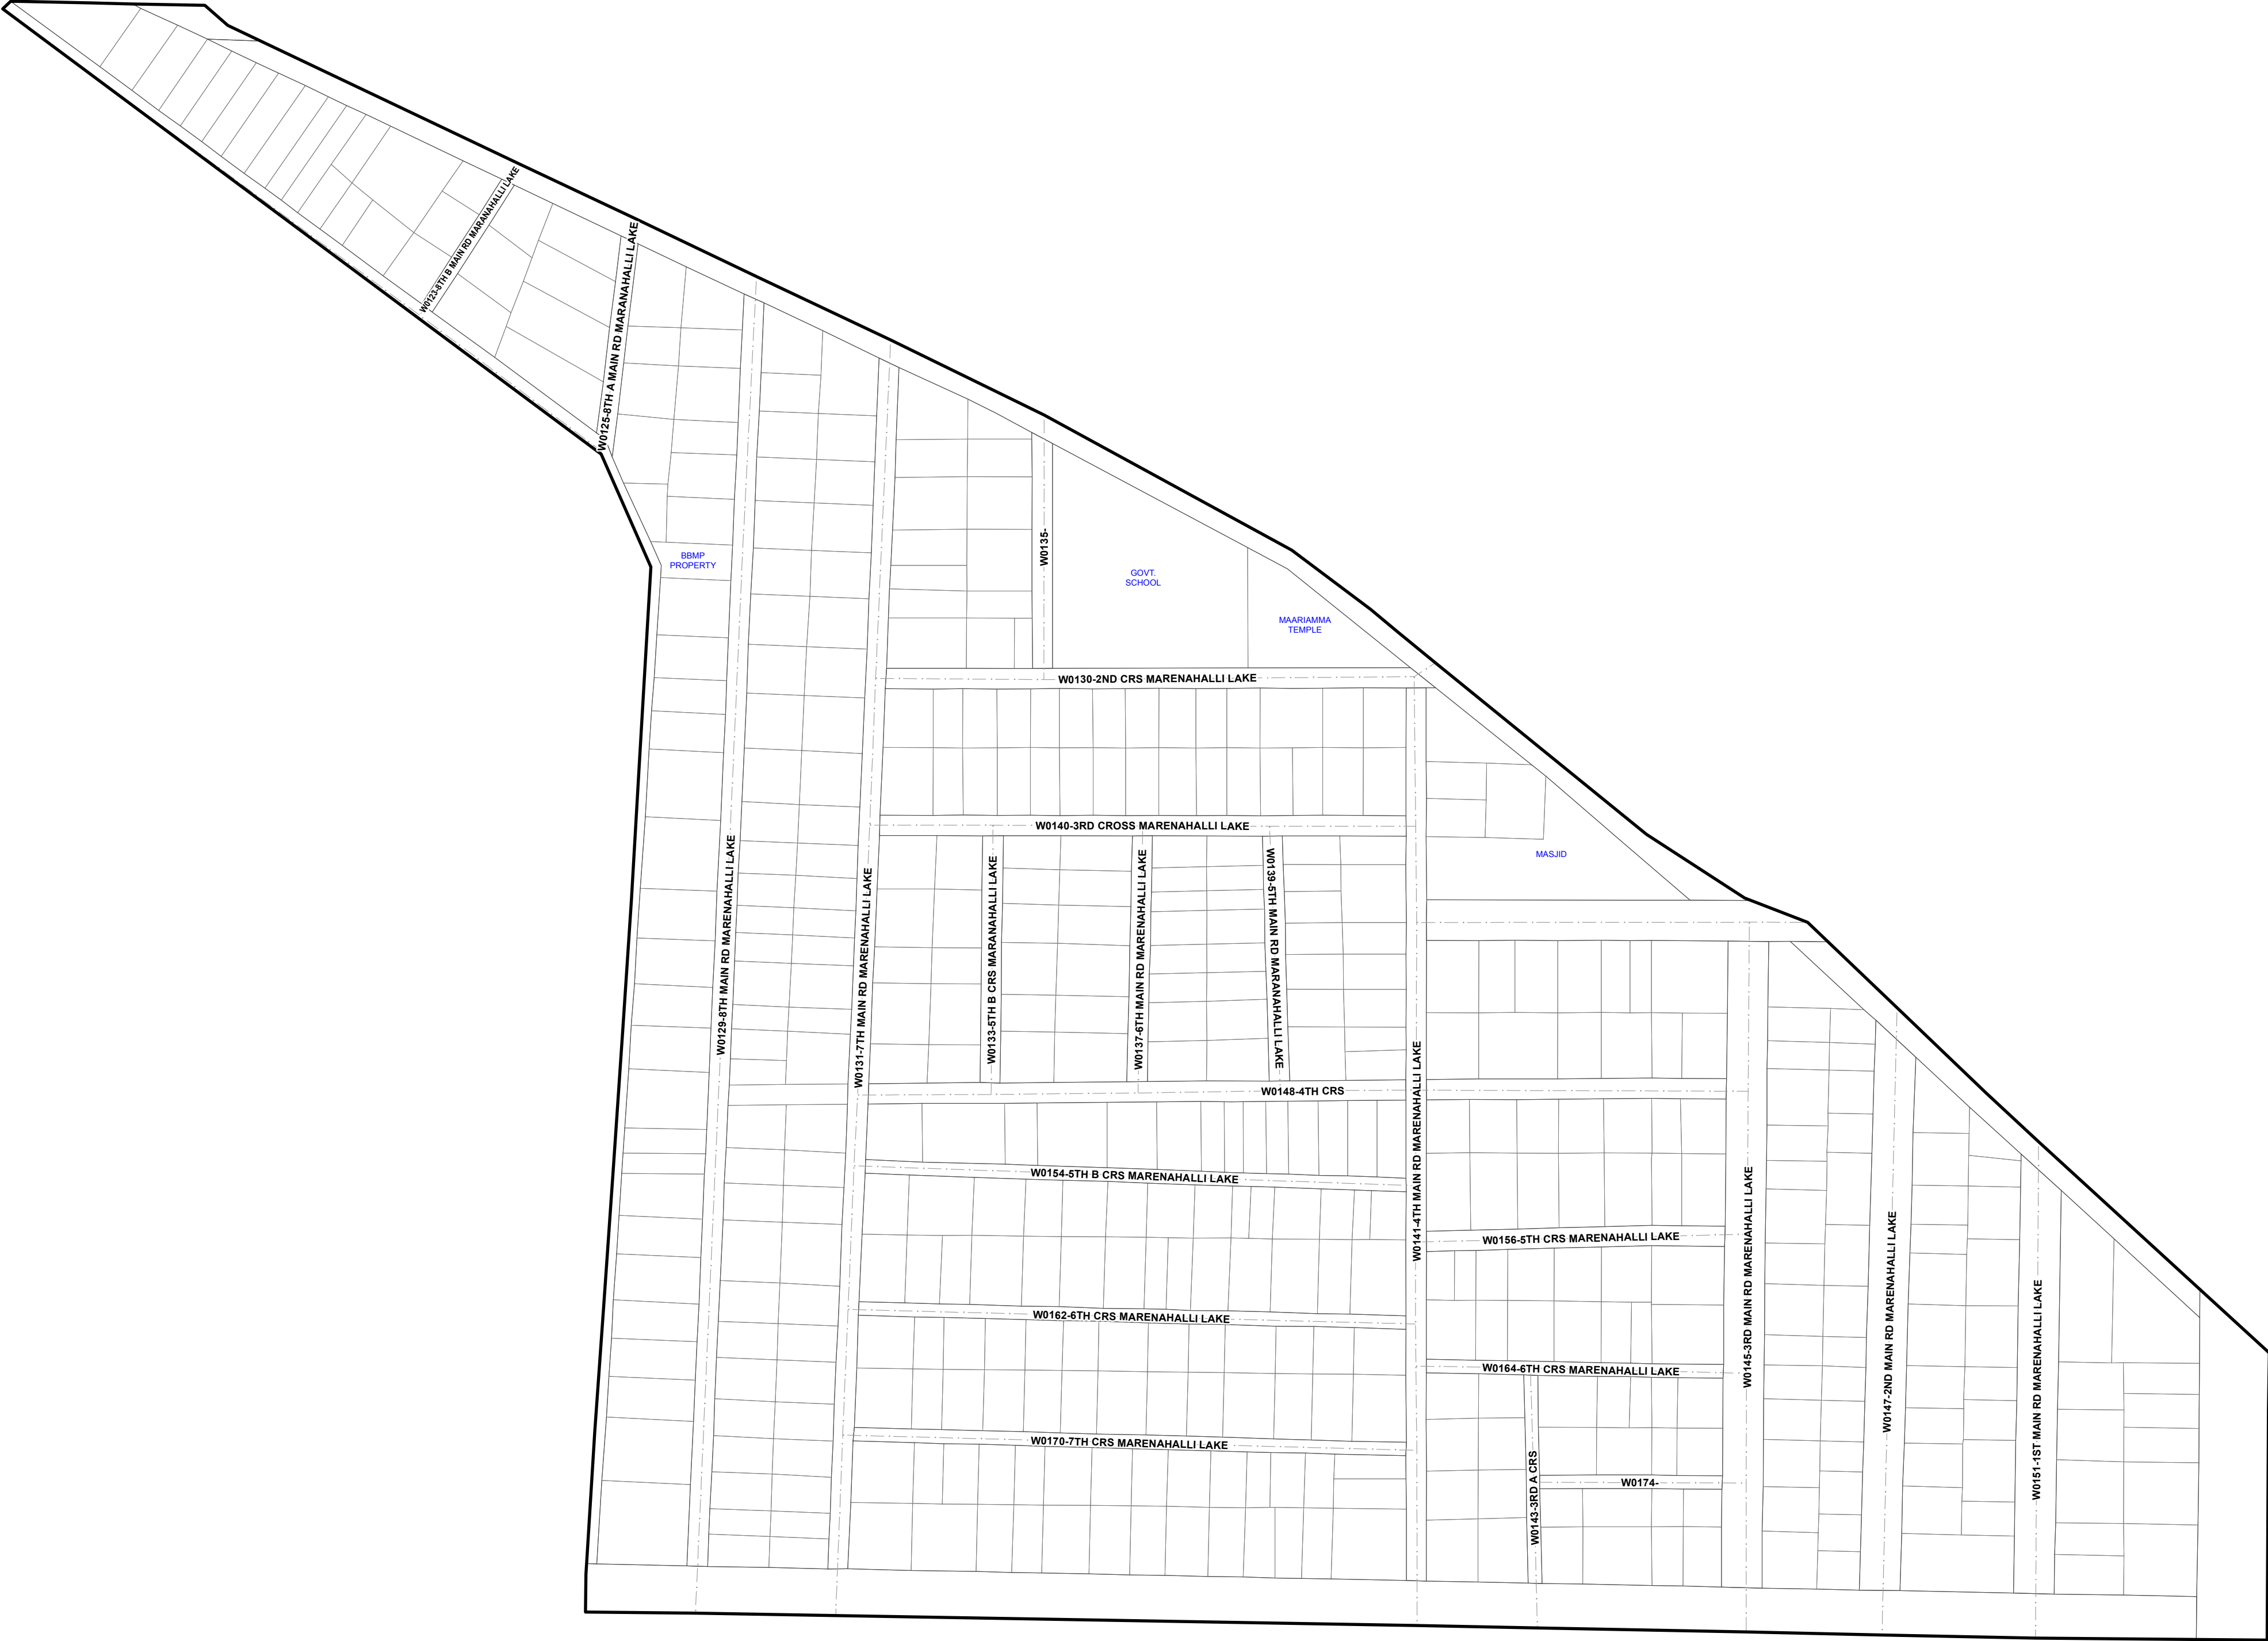 W0123-8TH B MAIN RD MARANAHALLI LAKE
W0125-8TH A MAIN RD MARANAHALLI LAKE
BBMP
PROPERTY
W0135-
GOVT.
SCHOOL
MAARIAMMA
TEMPLE
W0130-2ND CRS MARENAHALLI LAKE
W0140-3RD CROSS MARENAHALLI LAKE
MASJID
W0129-8TH MAIN RD MARENAHALLI LAKE
W0131-7TH MAIN RD MARENAHALLI LAKE
W0133-5TH B CRS MARANAHALLI LAKE
W0137-6TH MAIN RD MARENAHALLI LAKE
W0139-5TH MAIN RD MARANAHALLI LAKE
W0141-4TH MAIN RD MARENAHALLI LAKE
W0148-4TH CRS
W0154-5TH B CRS MARENAHALLI LAKE
W0156-5TH CRS MARENAHALLI LAKE
W0145-3RD MAIN RD MARENAHALLI LAKE
W0147-2ND MAIN RD MARENAHALLI LAKE
W0151-1ST MAIN RD MARENAHALLI LAKE
W0162-6TH CRS MARENAHALLI LAKE
W0164-6TH CRS MARENAHALLI LAKE
W0170-7TH CRS MARENAHALLI LAKE
W0143-3RD A CRS
W0174-